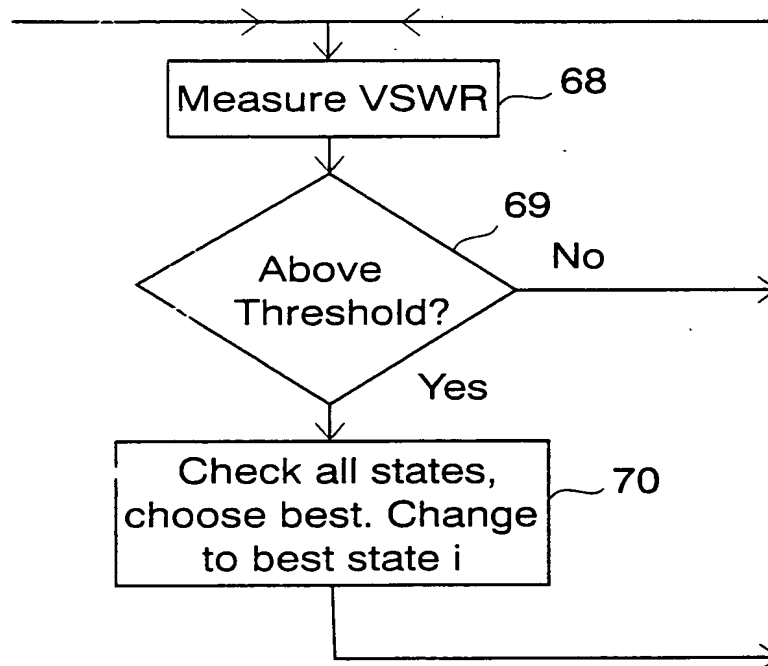 Measure VSWR
68
69
Above
Threshold?
No
Yes
Check all states,
choose best. Change
to best state i
70